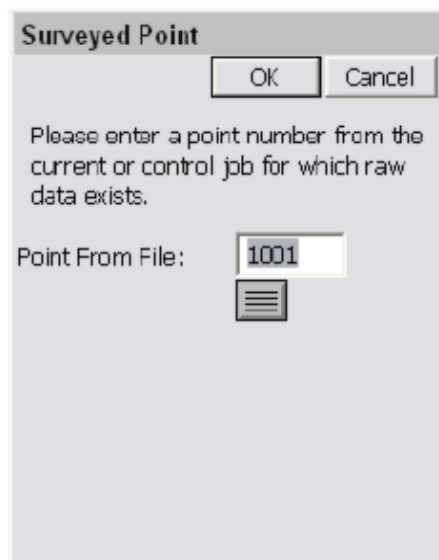 Surveyed Point
OK Cancel
Please enter a point number from the
current or control job for which raw
data exists.
Point From File: 1001